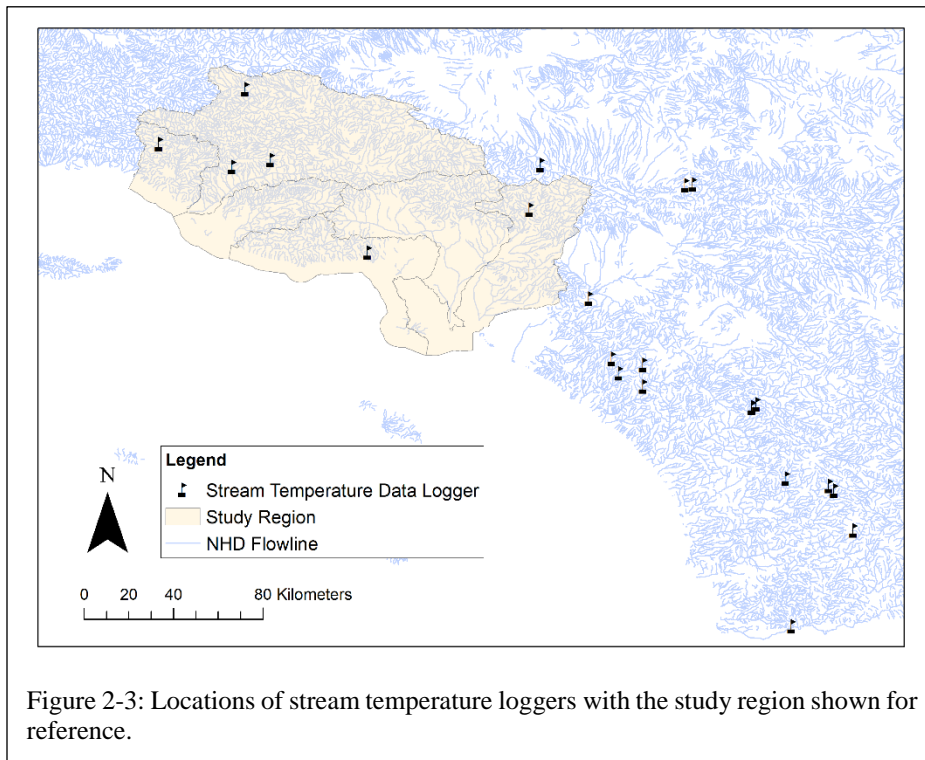 Legend
N
Stream Temperature Data Logger
Study Region
NHD Flowline
0 20 40 80 Kilometers
Figure 2-3: Locations of stream temperature loggers with the study region shown for
reference.